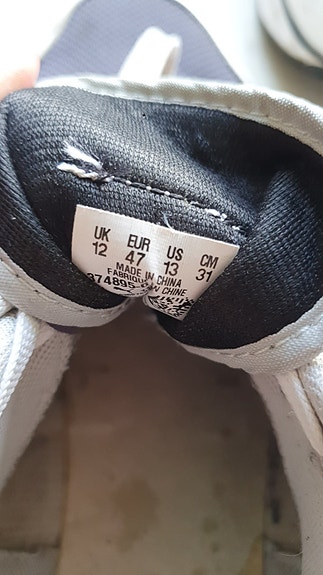 UK EUR US CM
12 47 13 31
MADE IN CHINA
FABRIQUÉ EN CHINE